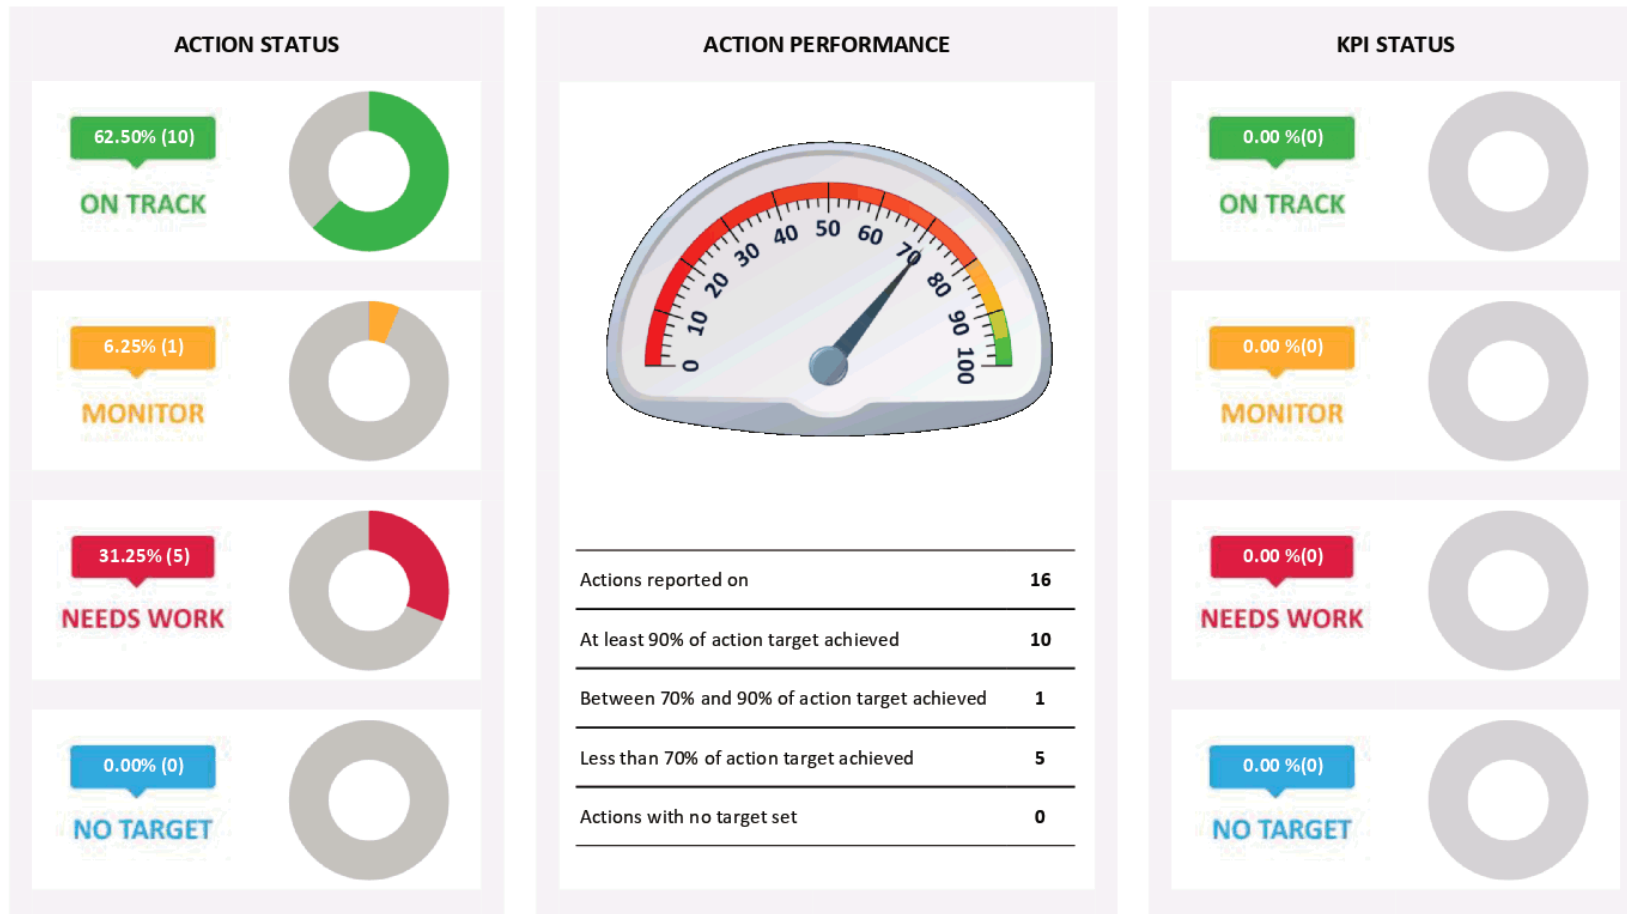 ACTION STATUS
62.50% (10)
ON TRACK
6.25% (1)
MONITOR
31.25% (5)
NEEDS WORK
0.00% (0)
NO TARGET
ACTION PERFORMANCE
0
10
20
30
40
50
60
70
80
90
100
Actions reported on 16
At least 90% of action target achieved 10
Between 70% and 90% of action target achieved 1
Less than 70% of action target achieved 5
Actions with no target set 0
KPI STATUS
0.00 %(0)
ON TRACK
0.00 %(0)
MONITOR
0.00 %(0)
NEEDS WORK
0.00 %(0)
NO TARGET